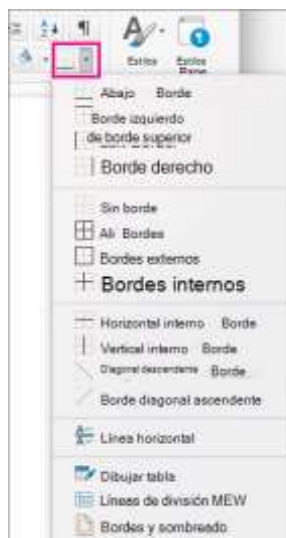 Estilos Estilos
Pane
Abajo Borde
Borde izquierdo
de borde superior
Borde derecho
Sin borde
Ali Bordes
Bordes externos
Bordes internos
Horizontal interno Borde
Vertical interno Borde
Diagonal descendente Borde
Borde diagonal ascendente
Línea horizontal
Dibujar tabla
Líneas de división MEW
Bordes y sombreado